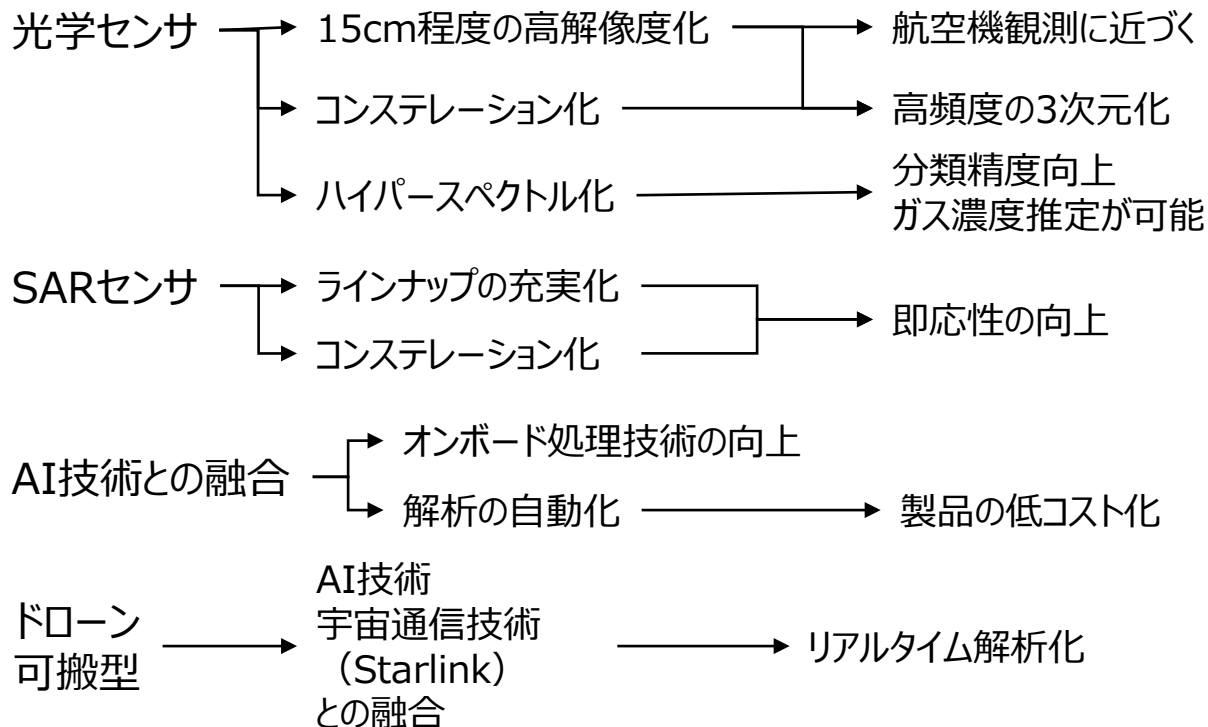 光学センサ
15cm程度の高解像度化
航空機観測に近づく
コンステレーション化
高頻度の3次元化
ハイパースペクトル化
分類精度向上
ガス濃度推定が可能
SARセンサ
ラインナップの充実化
コンステレーション化
即応性の向上
AI技術との融合
オンボード処理技術の向上
解析の自動化
製品の低コスト化
ドローン
可搬型
AI技術
宇宙通信技術
（Starlink）
との融合
リアルタイム解析化